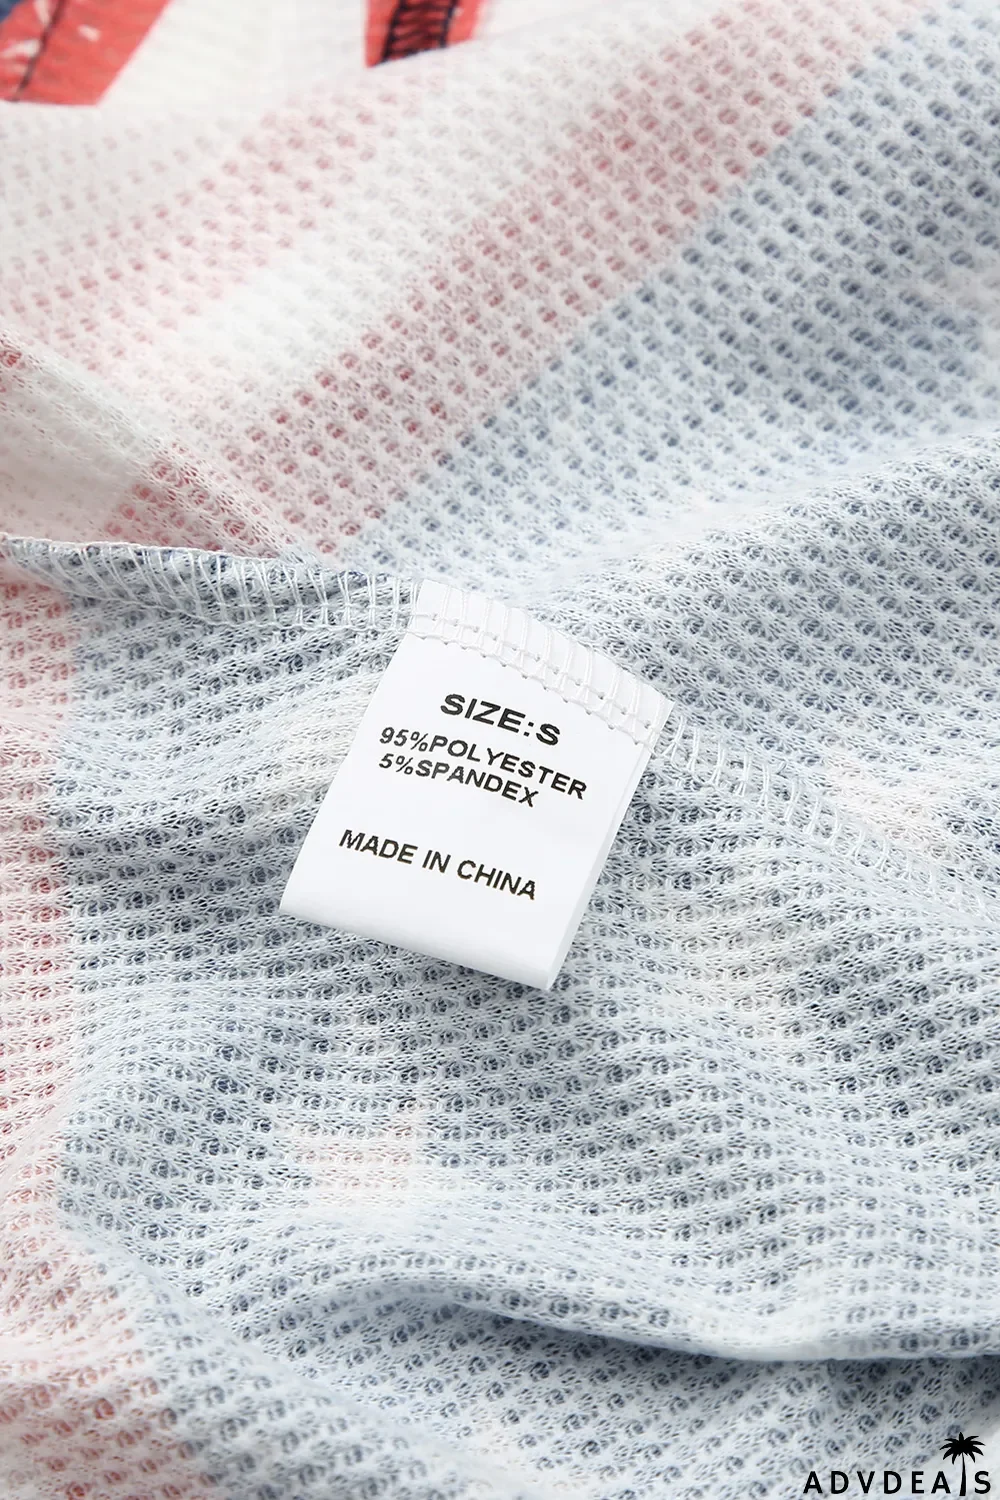 SIZE:S
95%POLYESTER
5%SPANDEX
MADE IN CHINA
ADVDEALS